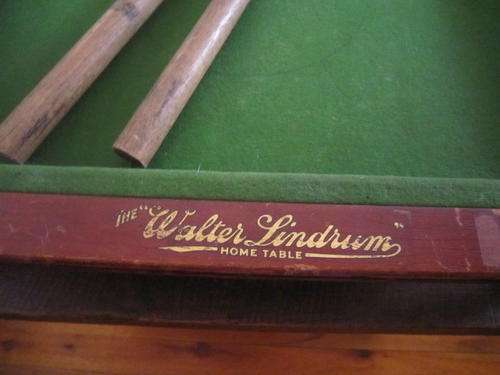 THE "Walter Lindrum"
HOME TABLE